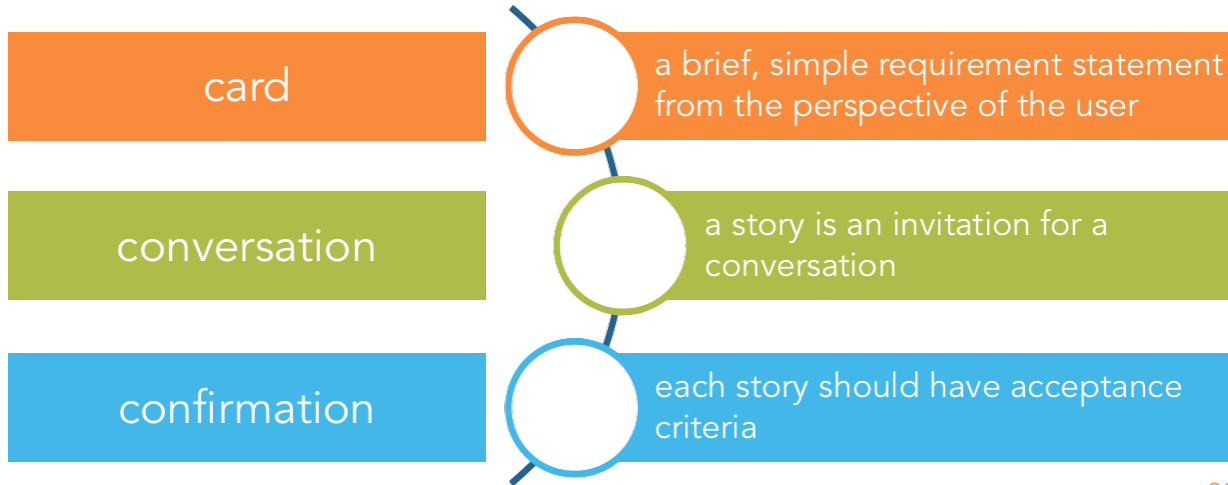 card
a brief, simple requirement statement
from the perspective of the user
conversation
a story is an invitation for a
conversation
confirmation
each story should have acceptance
criteria